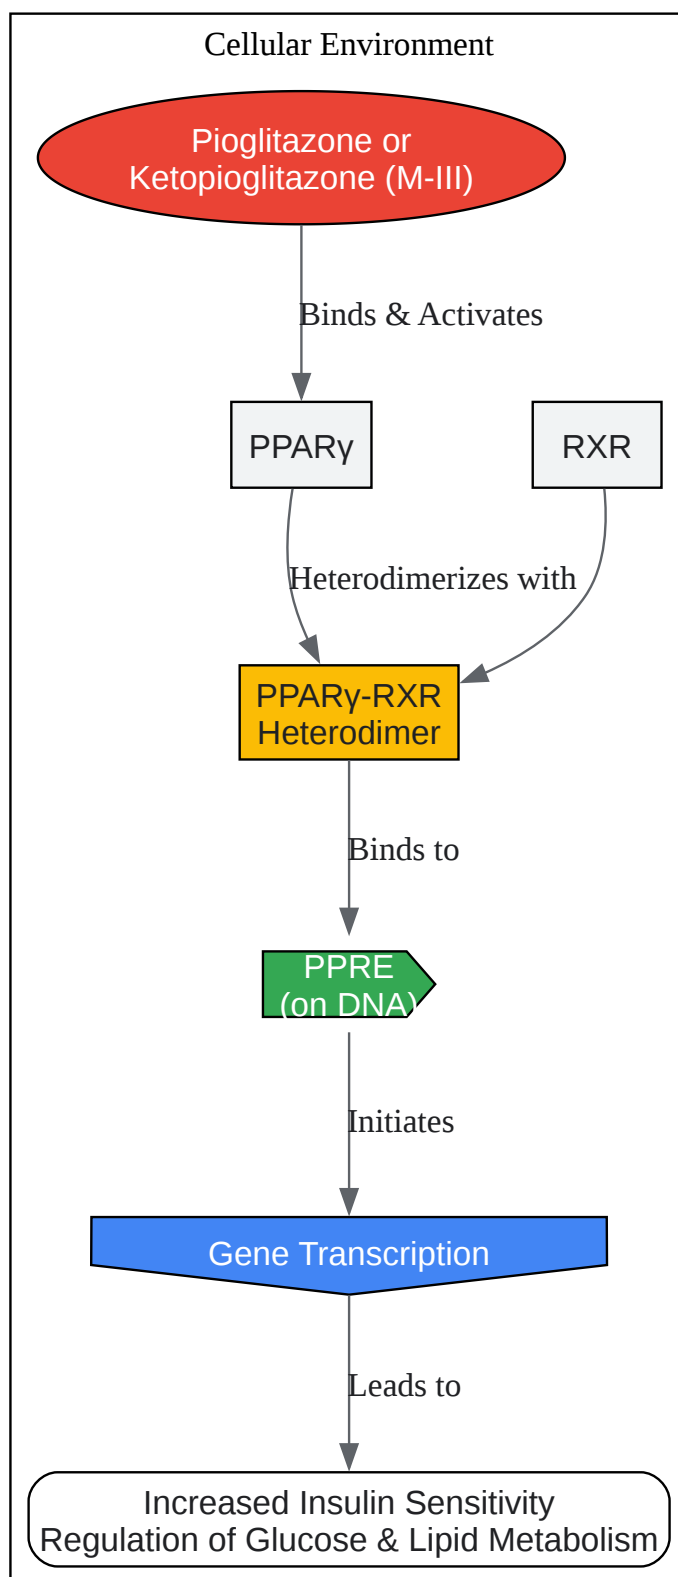 Cellular Environment
Pioglitazone or
Ketopioglitazone (M-III)
Binds & Activates
PPARγ
RXR
Heterodimerizes with
PPARγ-RXR
Heterodimer
Binds to
PPRE
(on DNA)
Initiates
Gene Transcription
Leads to
Increased Insulin Sensitivity
Regulation of Glucose & Lipid Metabolism